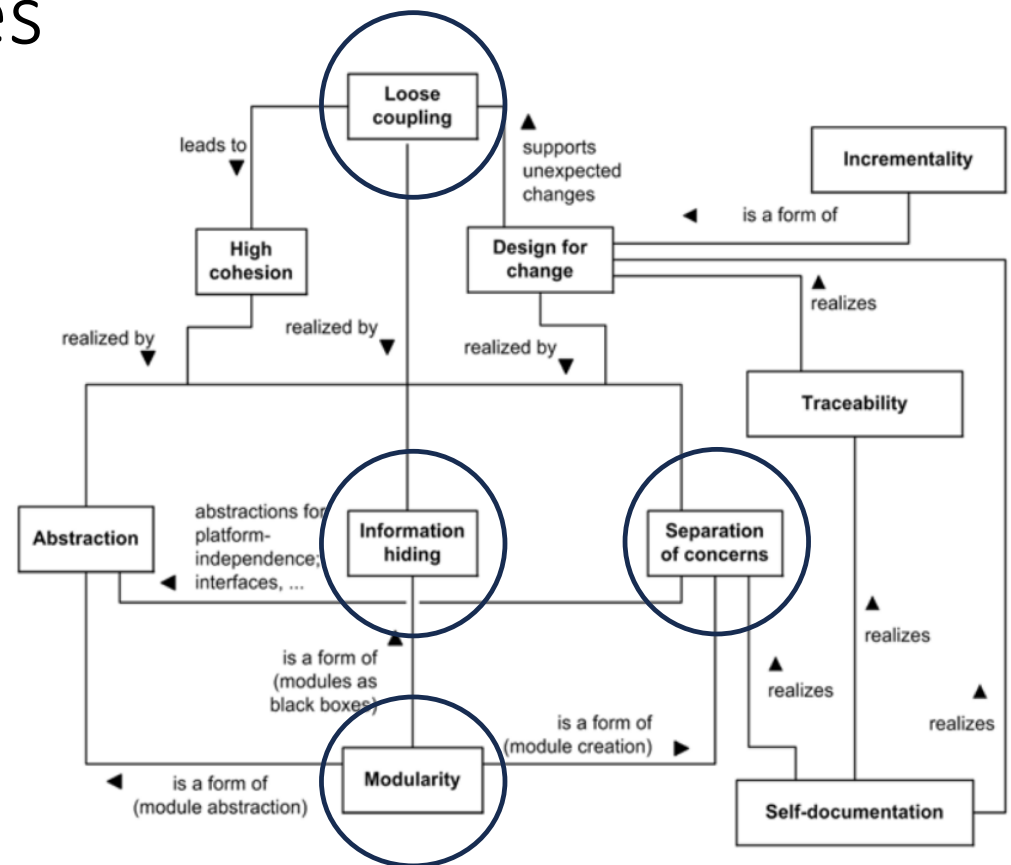 es
Loose
coupling
leads to
supports
unexpected
changes
Incrementality
is a form of
High
cohesion
Design for
change
realizes
realized by
realized by
realized by
Traceability
Abstraction
abstractions for
platform-
independence;
interfaces, ...
Information
hiding
Separation
of concerns
realizes
is a form of
(modules as
black boxes)
realizes
realizes
is a form of
(module creation)
Modularity
is a form of
(module abstraction)
Self-documentation